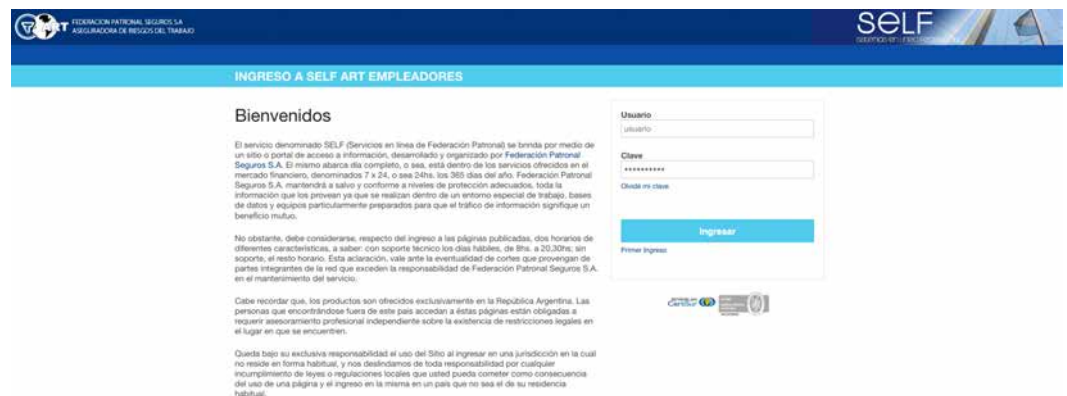 FEDERACION PATRONAL SEGUROS S.A
ASEGURADORA DE RIESGOS DEL TRABAJO
ART
SELF
INGRESO A SELF ART EMPLEADORES
Bienvenidos
El servicio denominado SELF (Servicios en línea de Federación Patronal) se brinda por medio de
un sitio o portal de acceso a información, desarrollado y organizado por Federación Patronal
Seguros S.A. El mismo abarca día completo, o sea, está dentro de los servicios ofrecidos en el
mercado financiero, denominados 7 x 24, o sea 24hs. los 365 días del año. Federación Patronal
Seguros S.A. mantendrá a salvo y conforme a niveles de protección adecuados, toda la
información que los provean ya que se realizan dentro de un entorno especial de trabajo, bases
de datos y equipos particularmente preparados para que el tráfico de información signifique un
beneficio mutuo.
No obstante, debe considerarse, respecto del ingreso a las páginas publicadas, dos horarios de
diferentes características, a saber: con soporte técnico los días hábiles, de 8hs. a 20,30hs; sin
soporte, el resto horario. Esta aclaración, vale ante la eventualidad de cortes que provengan de
partes integrantes de la red que exceden la responsabilidad de Federación Patronal Seguros S.A.
en el mantenimiento del servicio.
Cabe recordar que, los productos son ofrecidos exclusivamente en la República Argentina. Las
personas que encontrándose fuera de este país accedan a éstas páginas están obligadas a
requerir asesoramiento profesional independiente sobre la existencia de restricciones legales en
el lugar en que se encuentren.
Queda bajo su exclusiva responsabilidad el uso del Sitio al ingresar en una jurisdicción en la cual
no reside en forma habitual, y nos deslindamos de toda responsabilidad por cualquier
incumplimiento de leyes o regulaciones locales que usted pueda cometer como consecuencia
del uso de una página y el ingreso en la misma en un país que no sea el de su residencia
habitual.
Usuario
usuario
Clave
**********
Olvidé mi clave
Ingresar
Primer Ingreso